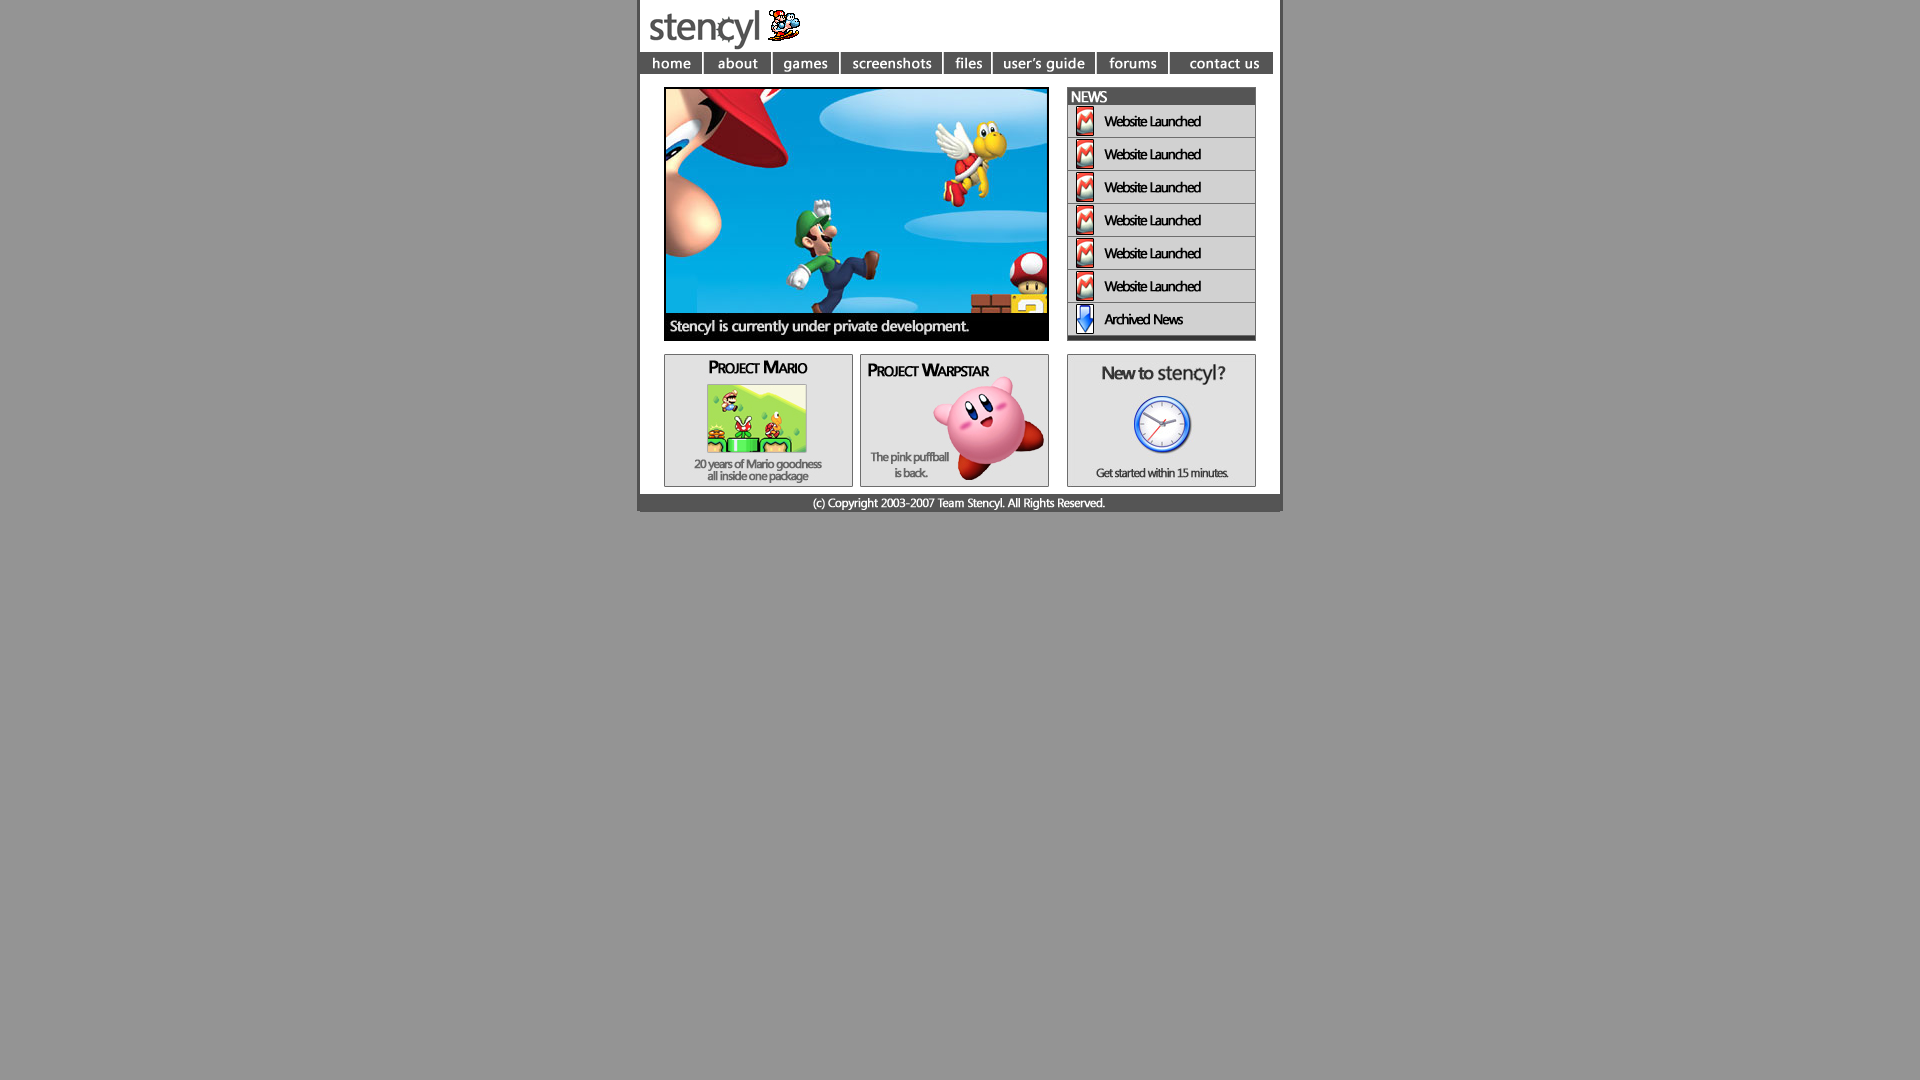 stencyl
home about games screenshots files user's guide forums contact us
NEWS
Website Launched
Website Launched
Website Launched
Website Launched
Website Launched
Website Launched
Archived News
Stencyl is currently under private development.
PROJECT MARIO
20 years of Mario goodness
all inside one package
PROJECT WARPSTAR
The pink puffball
is back.
New to stencyl?
Get started within 15 minutes.
(c) Copyright 2003-2007 Team Stencyl. All Rights Reserved.